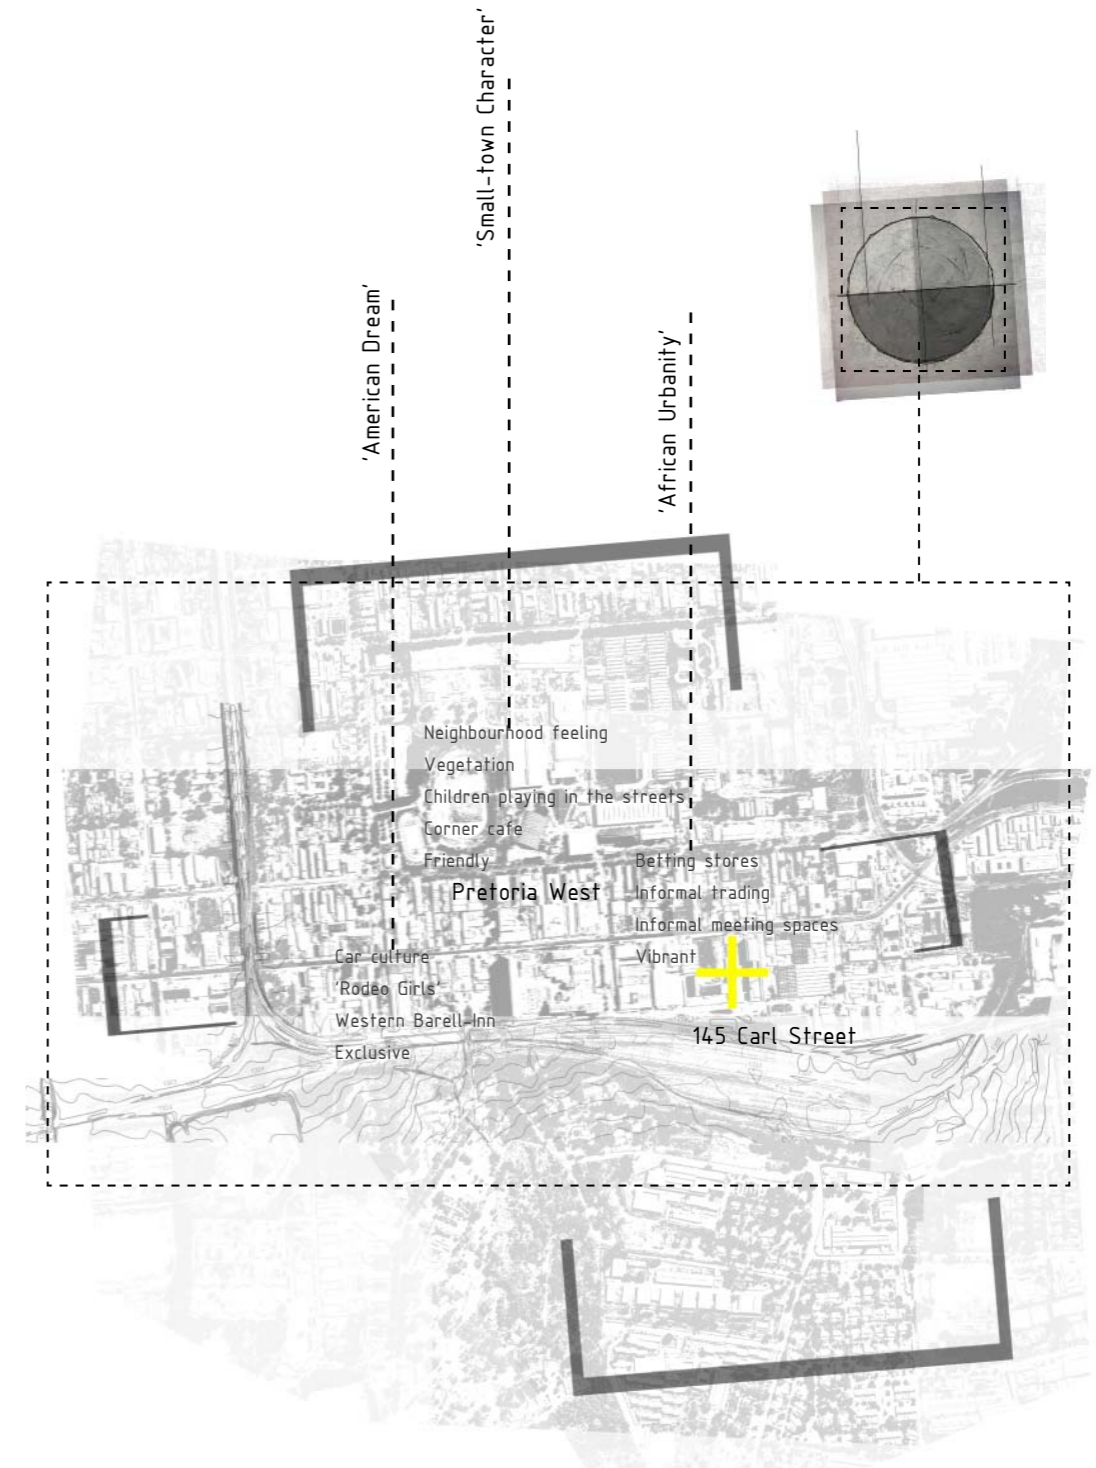 'Small-town Character'
'American Dream'
'African Urbanity'
Neighbourhood feeling
Vegetation
Children playing in the streets
Corner cafe
Friendly
Pretoria West
Betting stores
Informal trading
Informal meeting spaces
Vibrant
Car culture
'Rodeo Girls'
Western Barell-Inn
Exclusive
145 Carl Street